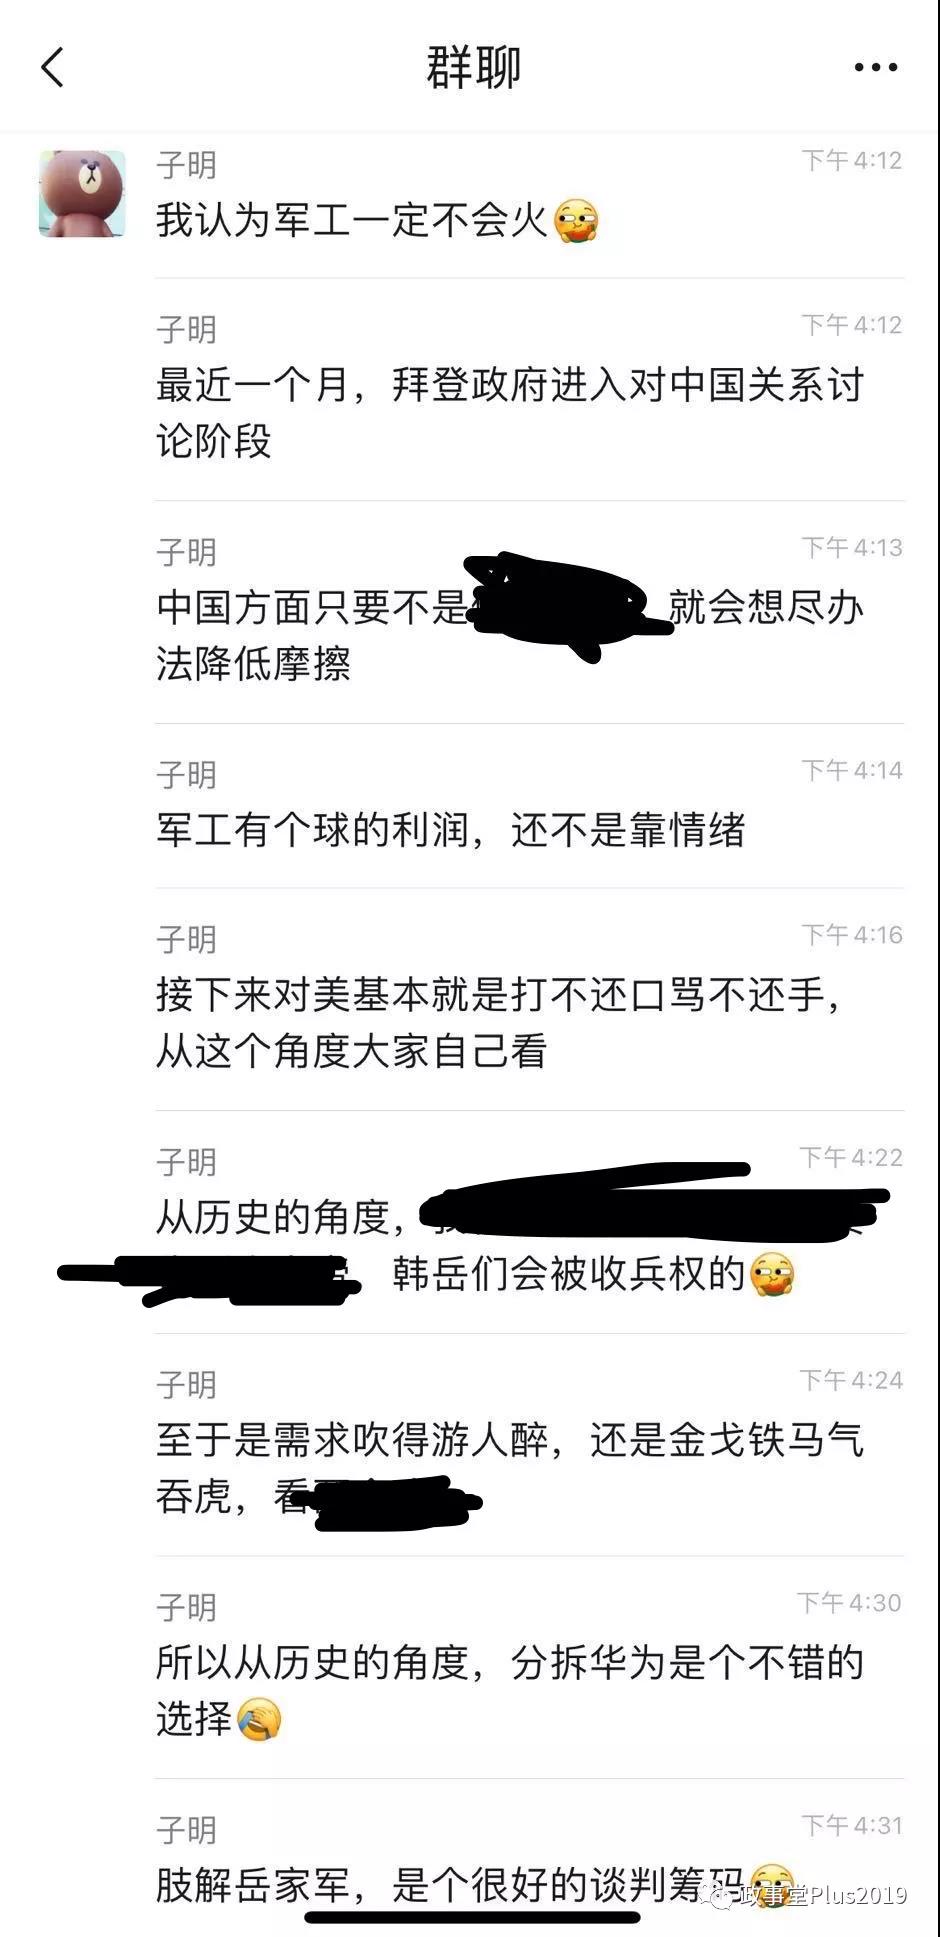 群聊
子明
下午4:12
我认为军工一定不会火
子明
下午4:12
最近一个月，拜登政府进入对中国关系讨
论阶段
子明
下午4:13
中国方面只要不是
就会想尽办
法降低摩擦
子明
下午4:14
军工有个球的利润，还不是靠情绪
子明
下午4:16
接下来对美基本就是打不还口骂不还手，
从这个角度大家自己看
子明
下午4:22
从历史的角度，
韩岳们会被收兵权的
子明
下午4:24
至于是需求吹得游人醉，还是金戈铁马气
吞虎，看
子明
下午4:30
所以从历史的角度，分拆华为是个不错的
选择
子明
下午4:31
肢解岳家军，是个很好的谈判筹码
政事堂Plus2019